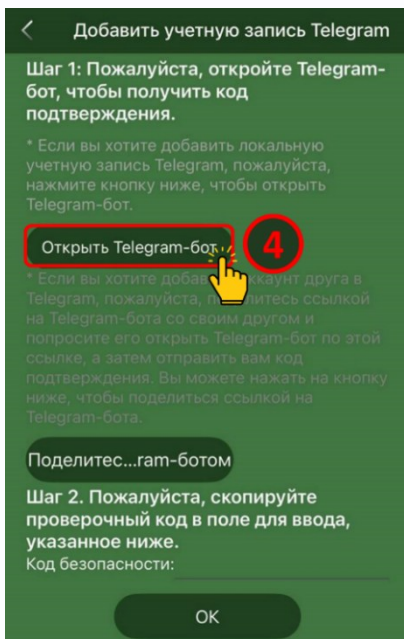 Добавить учетную запись Telegram
Шаг 1: Пожалуйста, откройте Telegram-
бот, чтобы получить код
подтверждения.
* Если вы хотите добавить локальную
учетную запись Telegram, пожалуйста,
нажмите кнопку ниже, чтобы открыть
Telegram-бот.
Открыть Telegram-бот
4
* Если вы хотите аккаунт друга в
Telegram, пожалуйста, ссылкой
на Telegram-бота со своим другом и
попросите его открыть Telegram-бот по этой
ссылке, а затем отправить вам код
подтверждения. Вы можете нажать на кнопку
ниже, чтобы поделиться ссылкой на
Telegram-бота.
Поделитес...ram-ботом
Шаг 2. Пожалуйста, скопируйте
проверочный код в поле для ввода,
указанное ниже.
Код безопасности:
OK